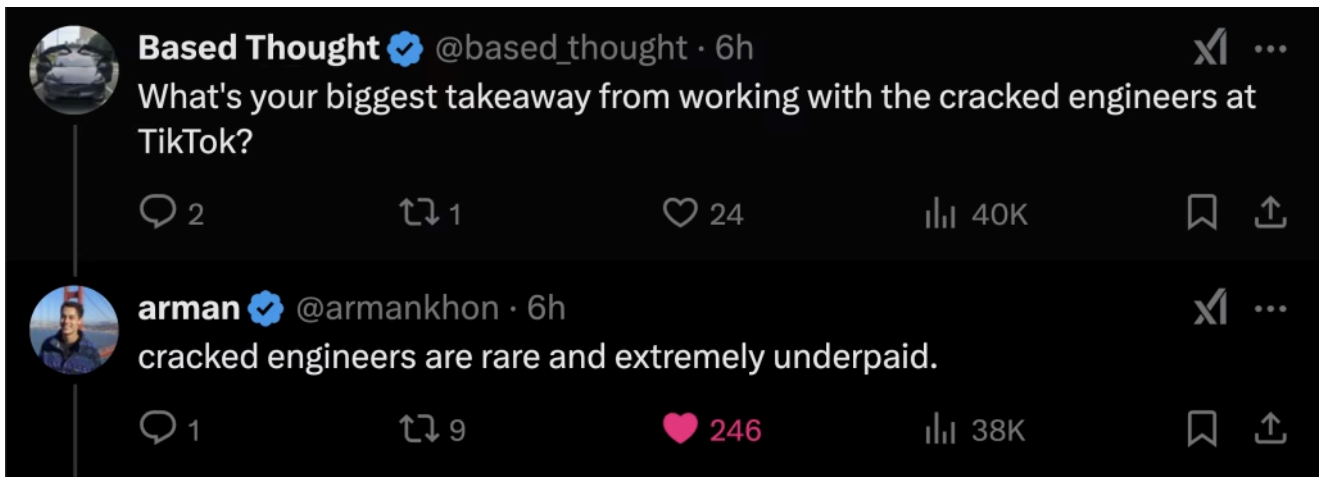 Based Thought @based_thought · 6h
What's your biggest takeaway from working with the cracked engineers at
TikTok?
2 1 24 40K
arman @armankhon · 6h
cracked engineers are rare and extremely underpaid.
1 9 246 38K